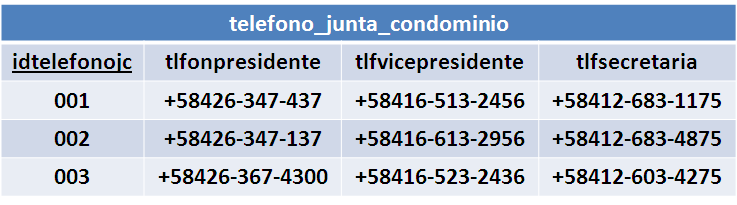 telefono_junta_condominio
idtelefonojc tlfonpresidente tlfvicepresidente tlfsecretaria
001 +58426-347-437 +58416-513-2456 +58412-683-1175
002 +58426-347-137 +58416-613-2956 +58412-683-4875
003 +58426-367-4300 +58416-523-2436 +58412-603-4275